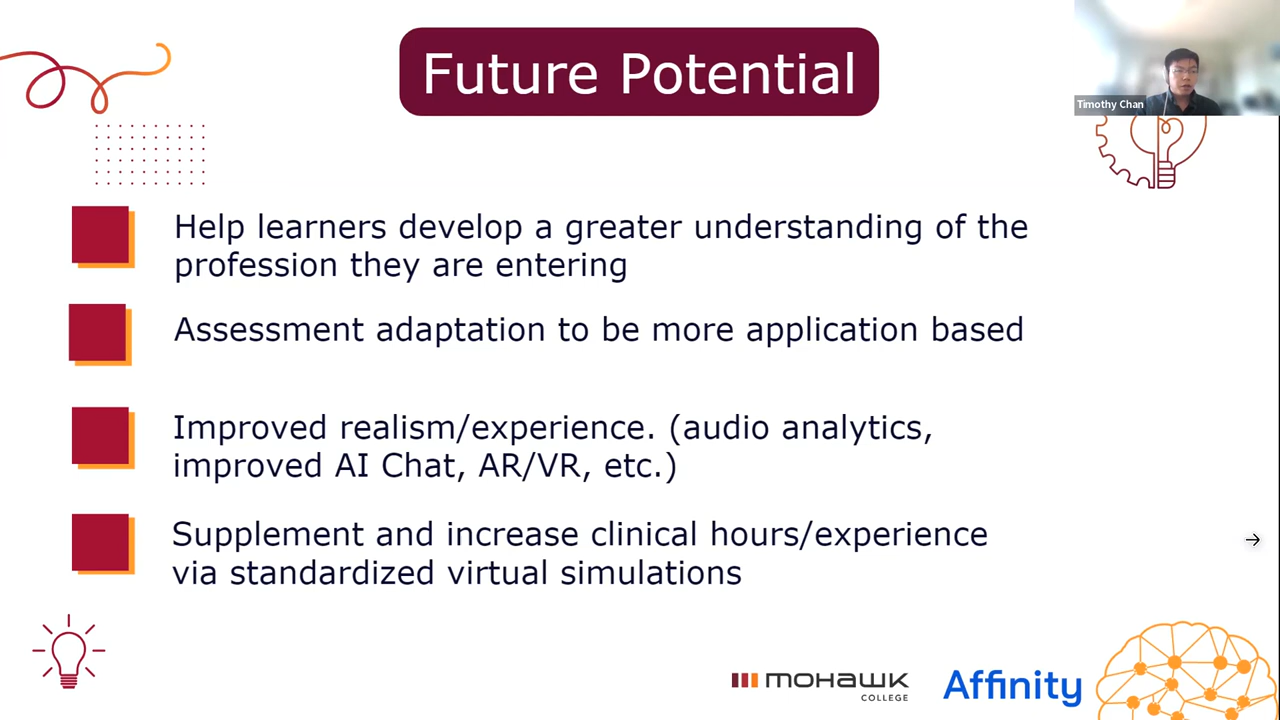 Future Potential
Timothy Chan
Help learners develop a greater understanding of the
profession they are entering
Assessment adaptation to be more application based
Improved realism/experience. (audio analytics,
improved AI Chat, AR/VR, etc.)
Supplement and increase clinical hours/experience
via standardized virtual simulations
mohawk
COLLEGE
Affinity